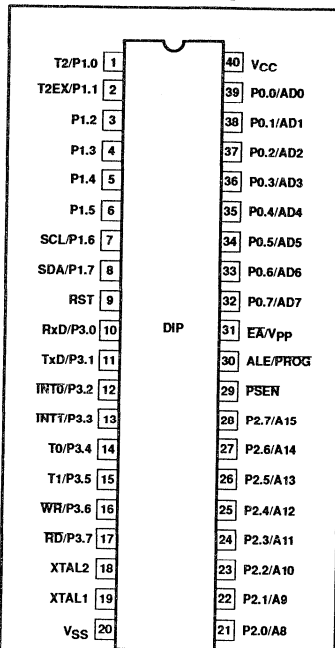 T2/P1.0 1 40 VCC
T2EX/P1.1 2 39 P0.0/AD0
P1.2 3 38 P0.1/AD1
P1.3 4 37 P0.2/AD2
P1.4 5 36 P0.3/AD3
P1.5 6 35 P0.4/AD4
SCL/P1.6 7 34 P0.5/AD5
SDA/P1.7 8 33 P0.6/AD6
RST 9 32 P0.7/AD7
RxD/P3.0 10 DIP 31 E̅A̅/VPP
TxD/P3.1 11 30 ALE/P̅R̅O̅G̅
I̅N̅T̅0̅/P3.2 12 29 P̅S̅E̅N̅
I̅N̅T̅1̅/P3.3 13 28 P2.7/A15
T0/P3.4 14 27 P2.6/A14
T1/P3.5 15 26 P2.5/A13
W̅R̅/P3.6 16 25 P2.4/A12
R̅D̅/P3.7 17 24 P2.3/A11
XTAL2 18 23 P2.2/A10
XTAL1 19 22 P2.1/A9
VSS 20 21 P2.0/A8